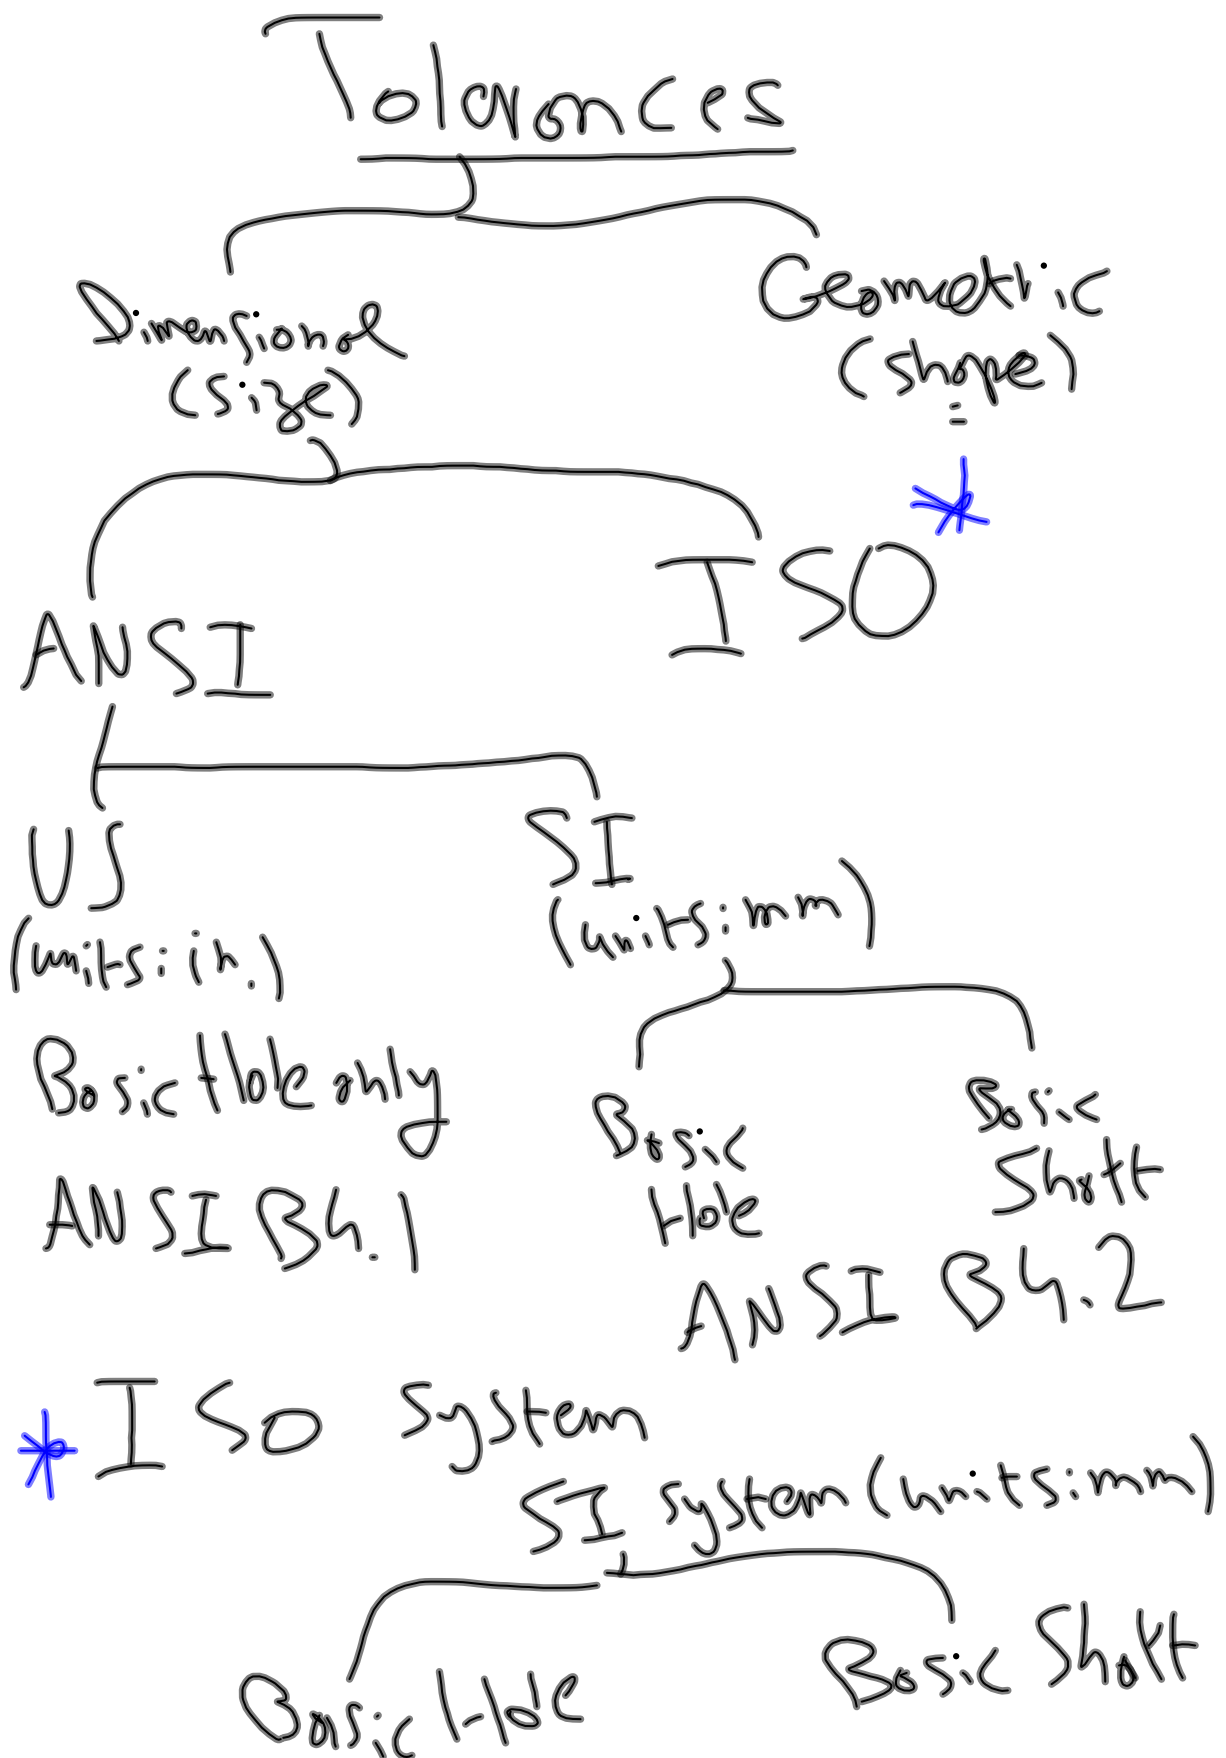 Tolerances
Dimensional
(size)
Geometric
(shape)
=
*
ANSI
ISO
US
(units: in.)
Basic Hole only
ANSI B4.1
SI
(units: mm)
Basic
Hole
Basic
Shaft
ANSI B4.2
* ISO System
SI system (units: mm)
Basic Hole
Basic Shaft